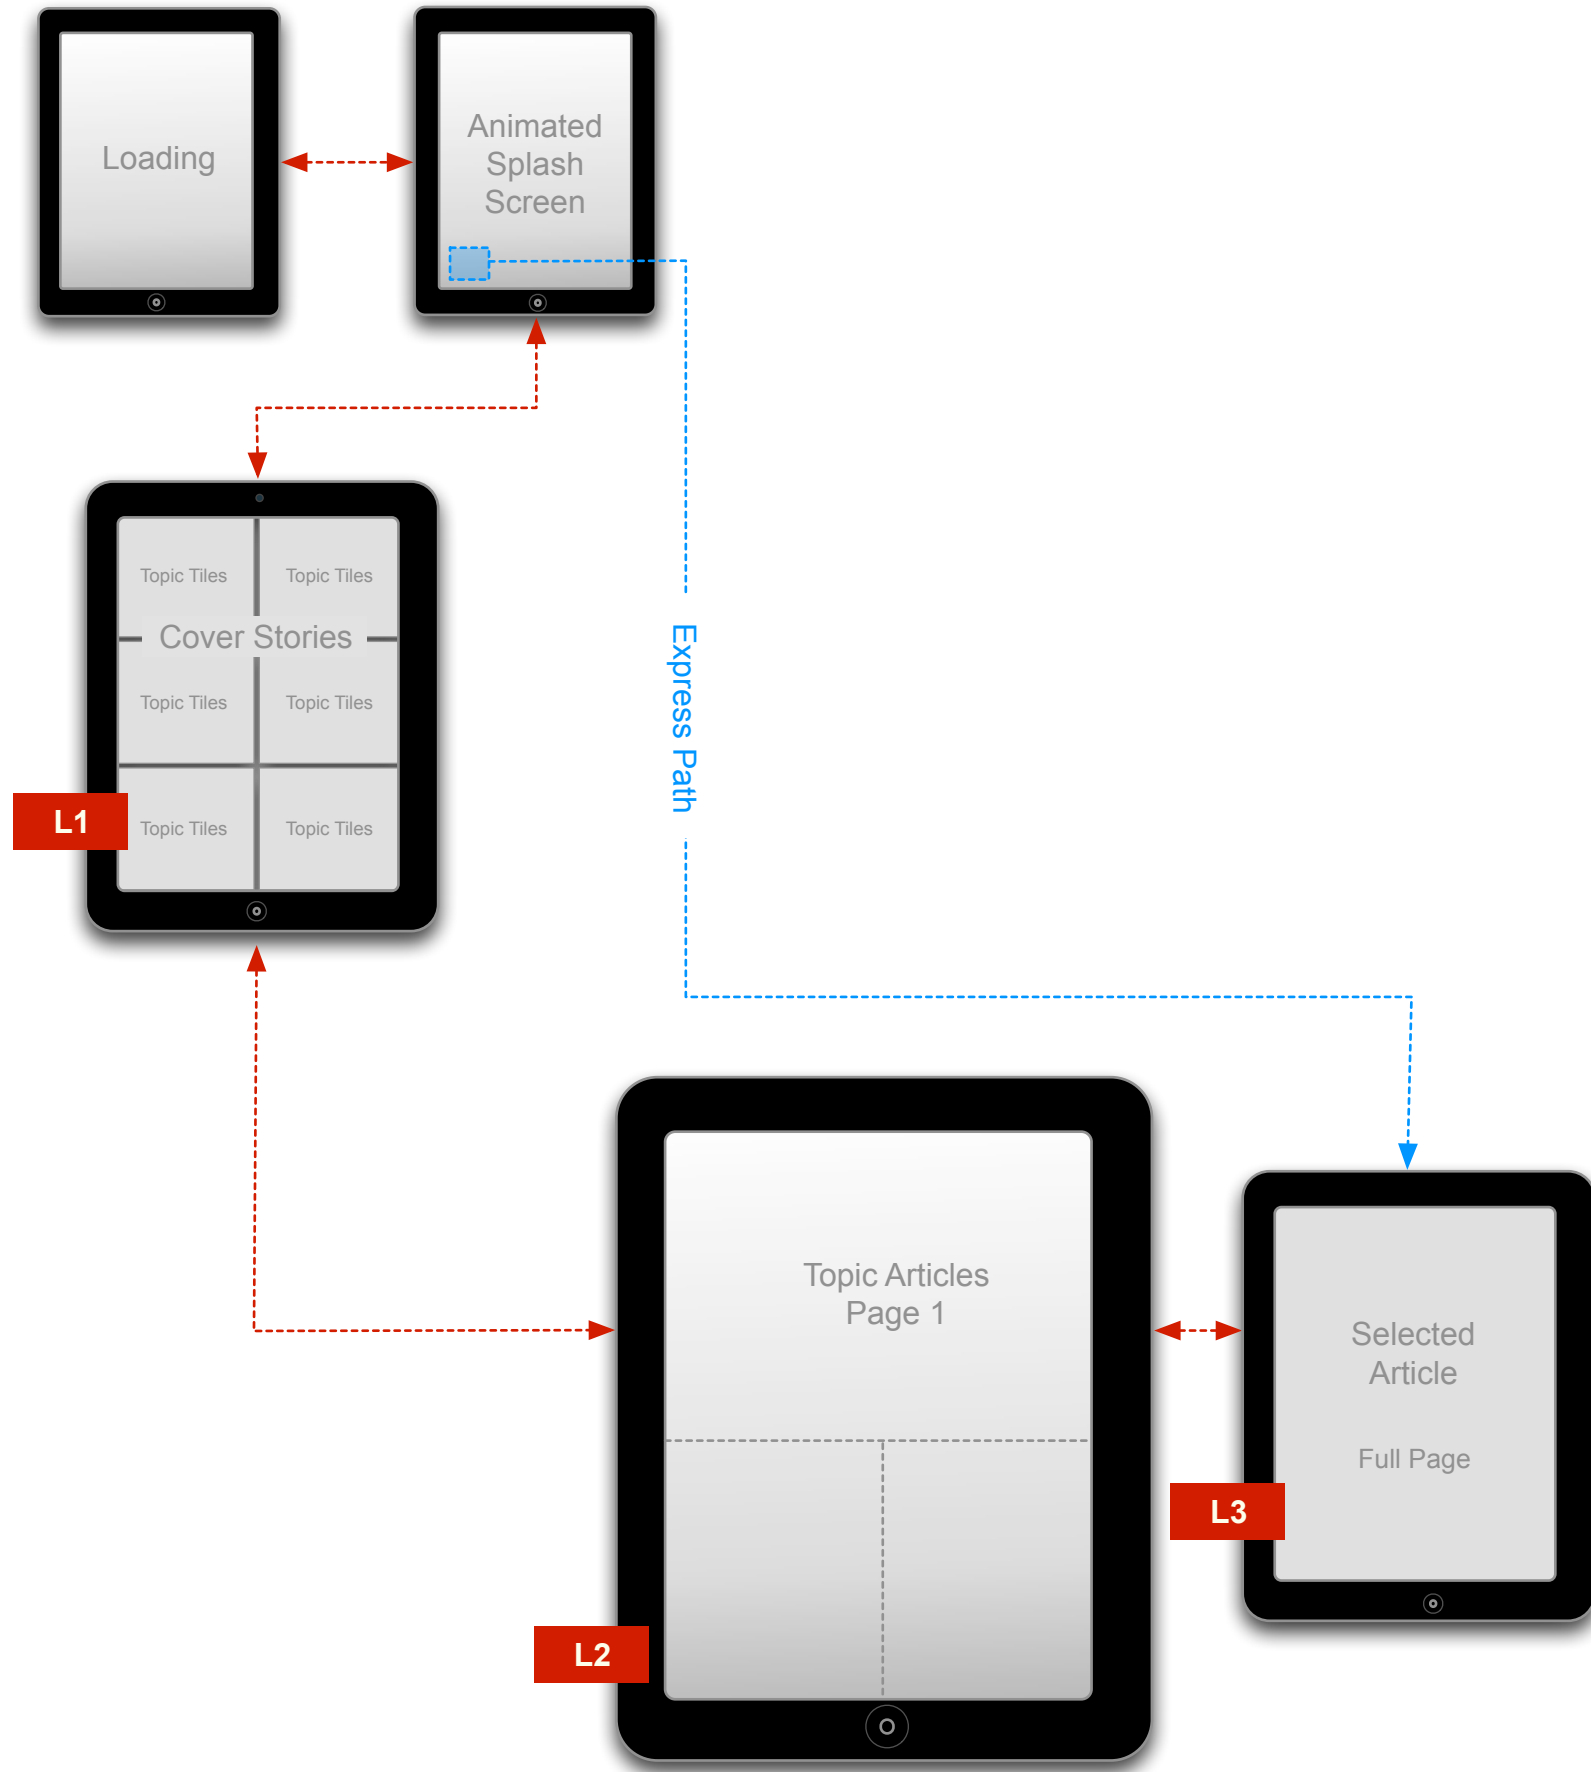 Loading
Animated
Splash
Screen
Express Path
Topic Tiles
Topic Tiles
Cover Stories
Topic Tiles
Topic Tiles
Topic Tiles
Topic Tiles
L1
Topic Articles
Page 1
L2
Selected
Article
Full Page
L3